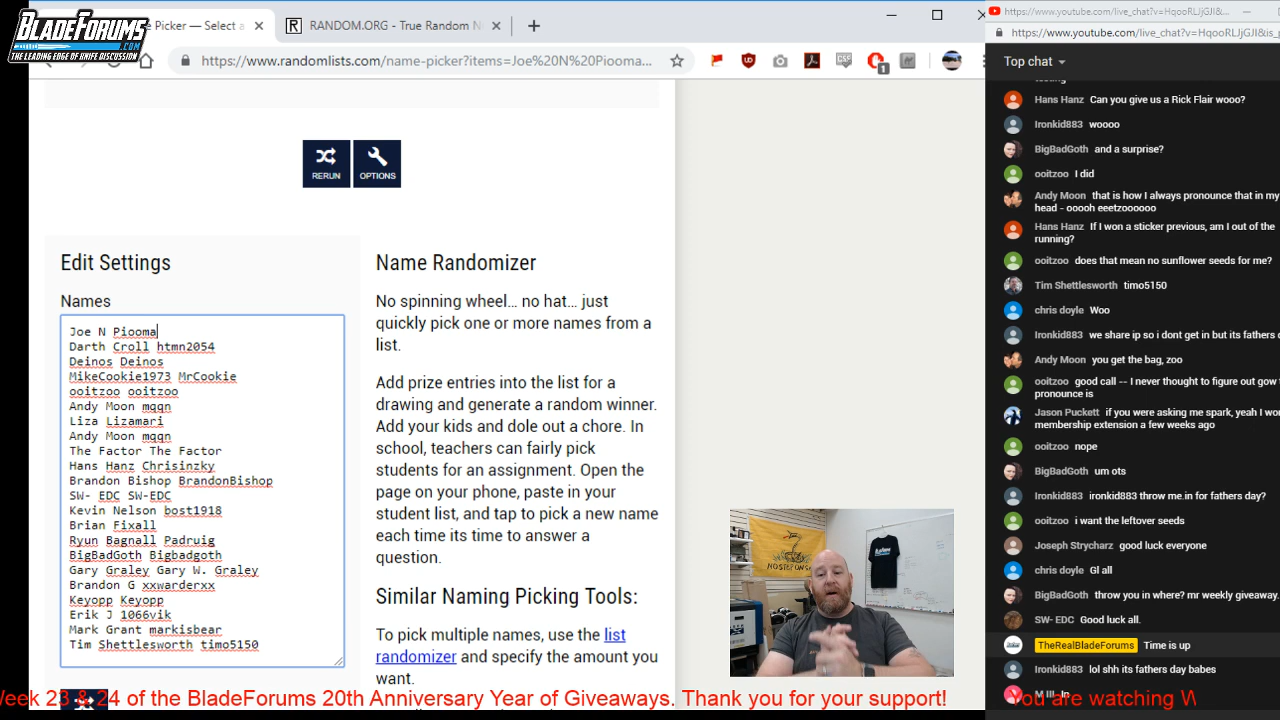 BLADEFORUMS
.COM
THE LEADING EDGE OF KNIFE DISCUSSION
e Picker — Select a
RANDOM.ORG - True Random N
https://www.randomlists.com/name-picker?items=Joe%20N%20Piooma...
RERUN
OPTIONS
Edit Settings
Names
Joe N Piooma
Darth Croll htmn2054
Deinos Deinos
MikeCookie1973 MrCookie
ooitzoo ooitzoo
Andy Moon mqqn
Liza Lizamari
Andy Moon mqqn
The Factor The Factor
Hans Hanz Chrisinzky
Brandon Bishop BrandonBishop
SW- EDC SW-EDC
Kevin Nelson bost1918
Brian Fixall
Ryun Bagnall Padruig
BigBadGoth Bigbadgoth
Gary Graley Gary W. Graley
Brandon G xxwarderxx
Keyopp Keyopp
Erik J 1066vik
Mark Grant markisbear
Tim Shettlesworth timo5150
Name Randomizer
No spinning wheel... no hat... just
quickly pick one or more names from a
list.
Add prize entries into the list for a
drawing and generate a random winner.
Add your kids and dole out a chore. In
school, teachers can fairly pick
students for an assignment. Open the
page on your phone, paste in your
student list, and tap to pick a new name
each time its time to answer a
question.
Similar Naming Picking Tools:
To pick multiple names, use the list
randomizer and specify the amount you
want.
https://www.youtube.com/live_chat?v=HqooRLJjGJI&...
https://www.youtube.com/live_chat?v=HqooRLJjGJI&is_p
Top chat
Hans Hanz Can you give us a Rick Flair wooo?
Ironkid883 woooo
BigBadGoth and a surprise?
ooitzoo I did
Andy Moon that is how I always pronounce that in my
head - ooooh eeetzoooooo
Hans Hanz If I won a sticker previous, am I out of the
running?
ooitzoo does that mean no sunflower seeds for me?
Tim Shettlesworth timo5150
chris doyle Woo
Ironkid883 we share ip so i dont get in but its fathers d
Andy Moon you get the bag, zoo
ooitzoo good call -- I never thought to figure out gow
pronounce is
Jason Puckett if you were asking me spark, yeah I wo
membership extension a few weeks ago
ooitzoo nope
BigBadGoth um ots
Ironkid883 ironkid883 throw me.in for fathers day?
ooitzoo i want the leftover seeds
Joseph Strycharz good luck everyone
chris doyle Gl all
BigBadGoth throw you in where? mr weekly giveaway.
SW- EDC Good luck all.
TheRealBladeForums Time is up
Ironkid883 lol shh its fathers day babes
M III In
NO STEP ON SNEK
Week 23 & 24 of the BladeForums 20th Anniversary Year of Giveaways. Thank you for your support!
You are watching W